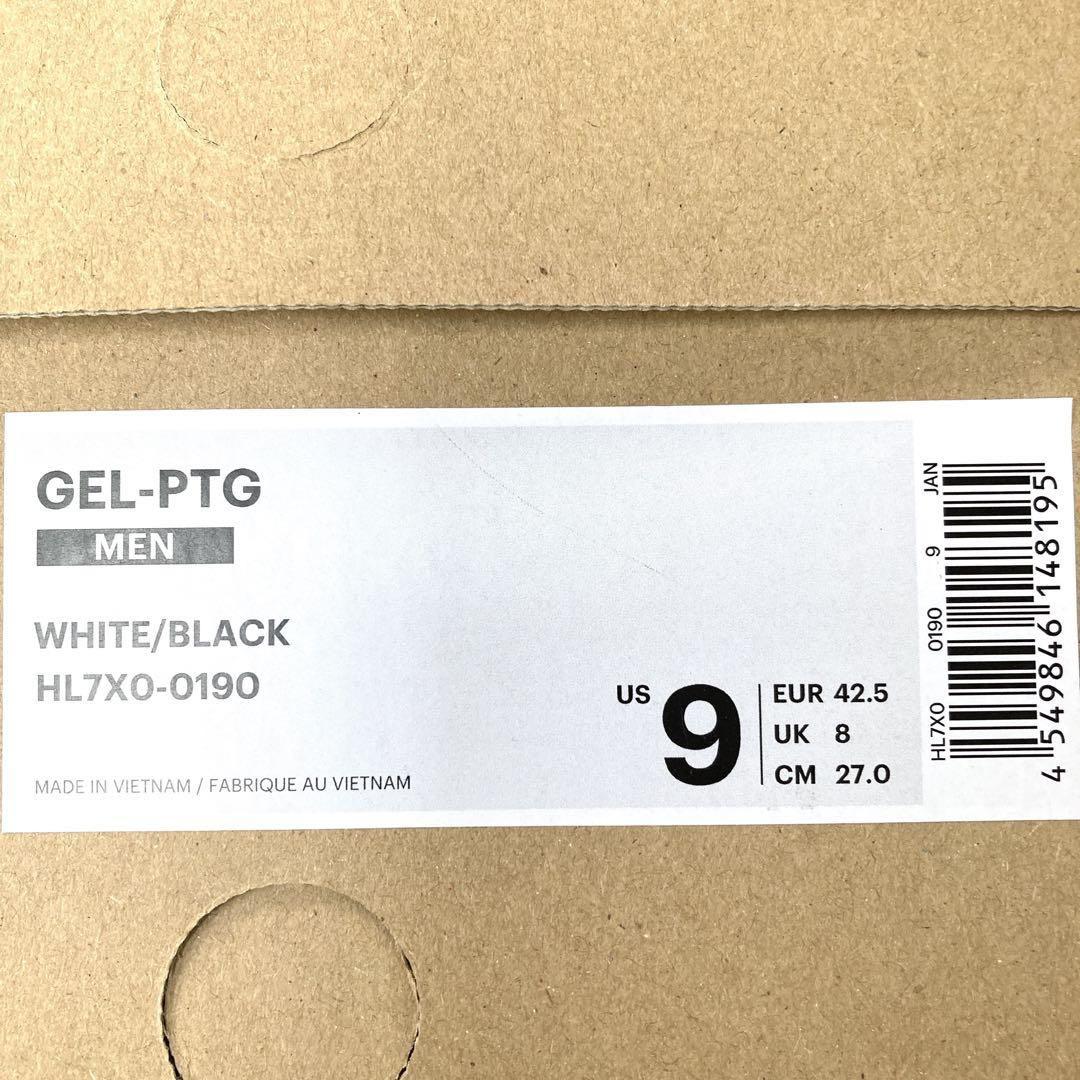 GEL-PTG
MEN
WHITE/BLACK
HL7X0-0190
MADE IN VIETNAM / FABRIQUE AU VIETNAM
US 9
EUR 42.5
UK 8
CM 27.0
HL7X0 0190 9 JAN
4 549846 148195